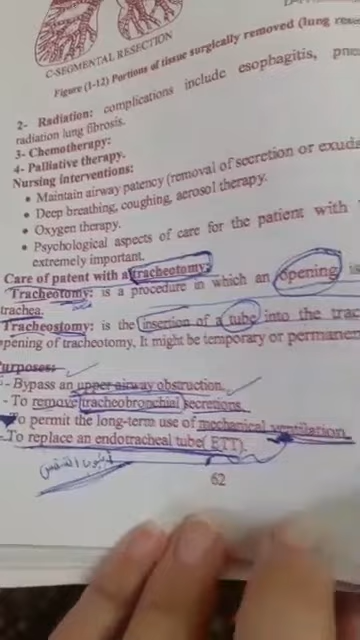 C-SEGMENTAL RESECTION
Figure (1-12) Portions of tissue surgically removed (lung
2- Radiation: complications include esophagitis,
radiation lung fibrosis.
3- Chemotherapy:
4- Palliative therapy.
Nursing interventions:
• Maintain airway patency (removal of secretion or
• Deep breathing, coughing, aerosol therapy.
• Oxygen therapy.
• Psychological aspects of care for the patient with
extremely important.
Care of patent with a tracheotomy:
Tracheotomy: is a procedure in which an opening is
trachea.
Tracheostomy: is the insertion of a tube into the
opening of tracheotomy. It might be temporary or
Purposes:
- Bypass an upper airway obstruction.
- To remove tracheobronchial secretions.
To permit the long-term use of mechanical ventilation.
- To replace an endotracheal tube( ETT).
62